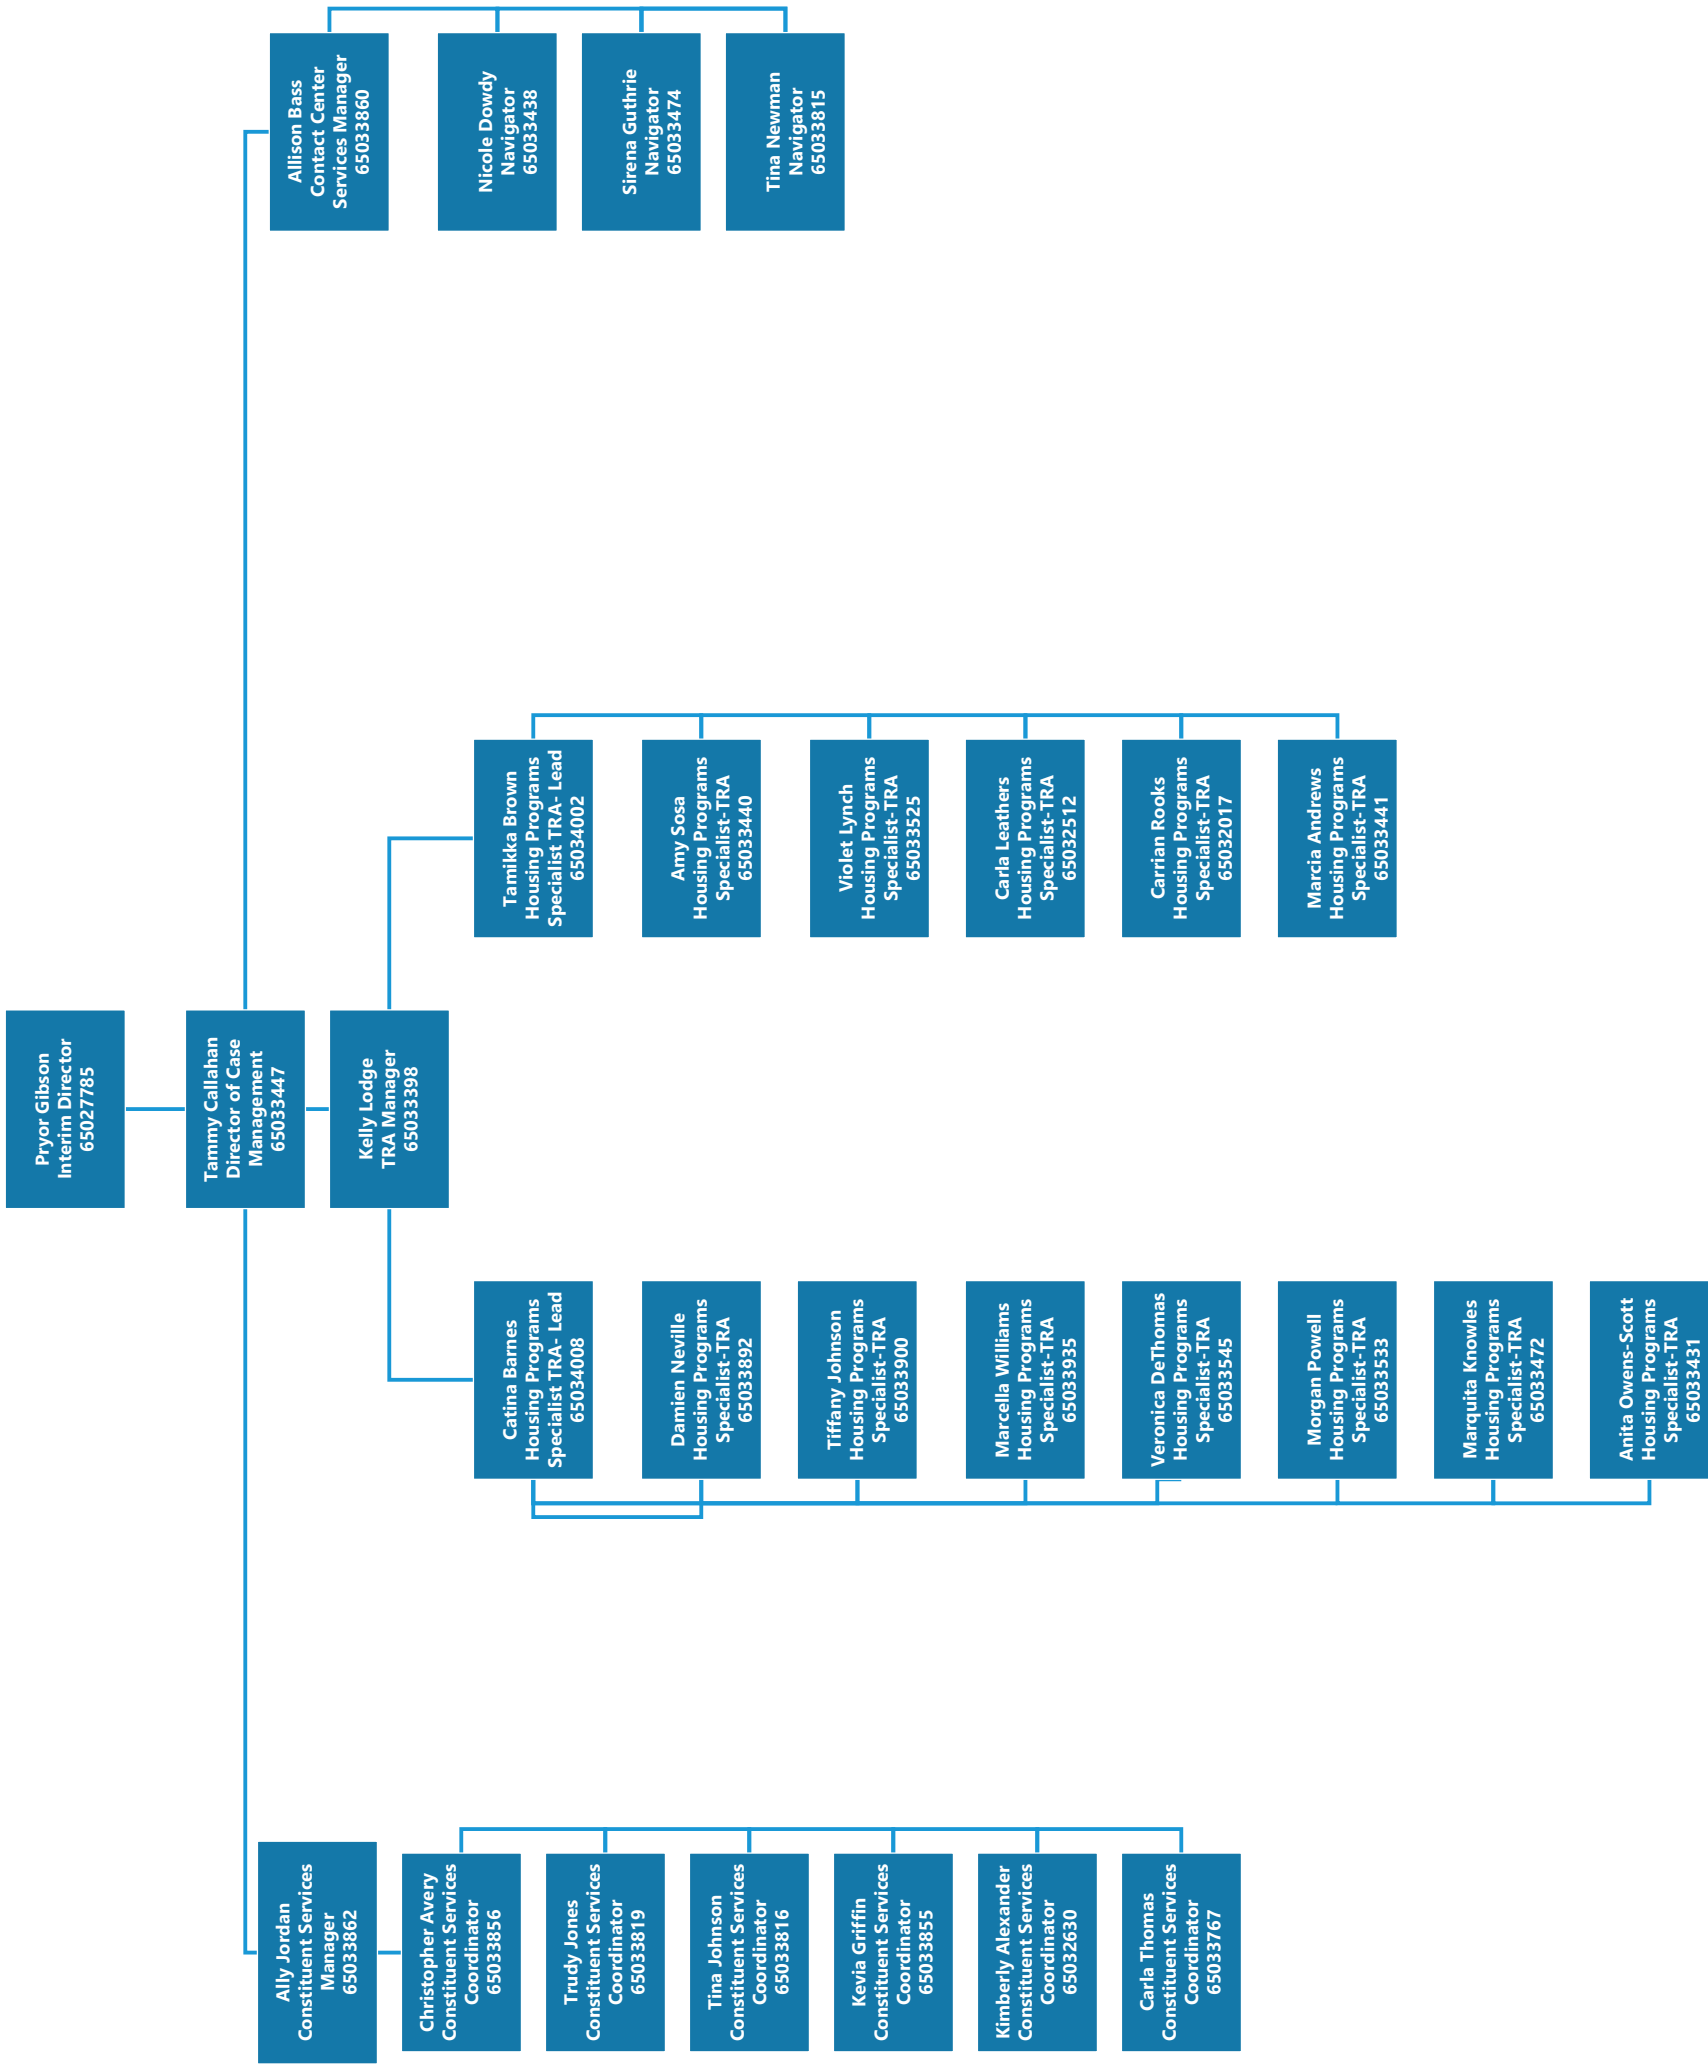 Pryor Gibson
Interim Director
65027785
Tammy Callahan
Director of Case
Management
65033447
Ally Jordan
Constituent Services
Manager
65033862
Christopher Avery
Constituent Services
Coordinator
65033856
Trudy Jones
Constituent Services
Coordinator
65033819
Tina Johnson
Constituent Services
Coordinator
65033816
Kevia Griffin
Constituent Services
Coordinator
65033855
Kimberly Alexander
Constituent Services
Coordinator
65032630
Carla Thomas
Constituent Services
Coordinator
65033767
Kelly Lodge
TRA Manager
65033398
Catina Barnes
Housing Programs
Specialist TRA- Lead
65034008
Damien Neville
Housing Programs
Specialist-TRA
65033892
Tiffany Johnson
Housing Programs
Specialist-TRA
65033900
Marcella Williams
Housing Programs
Specialist-TRA
65033935
Veronica DeThomas
Housing Programs
Specialist-TRA
65033545
Morgan Powell
Housing Programs
Specialist-TRA
65033533
Marquita Knowles
Housing Programs
Specialist-TRA
65033472
Anita Owens-Scott
Housing Programs
Specialist-TRA
65033431
Tamikka Brown
Housing Programs
Specialist TRA- Lead
65034002
Amy Sosa
Housing Programs
Specialist-TRA
65033440
Violet Lynch
Housing Programs
Specialist-TRA
65033525
Carla Leathers
Housing Programs
Specialist-TRA
65032512
Carrian Rooks
Housing Programs
Specialist-TRA
65032017
Marcia Andrews
Housing Programs
Specialist-TRA
65033441
Allison Bass
Contact Center
Services Manager
65033860
Nicole Dowdy
Navigator
65033438
Sirena Guthrie
Navigator
65033474
Tina Newman
Navigator
65033815